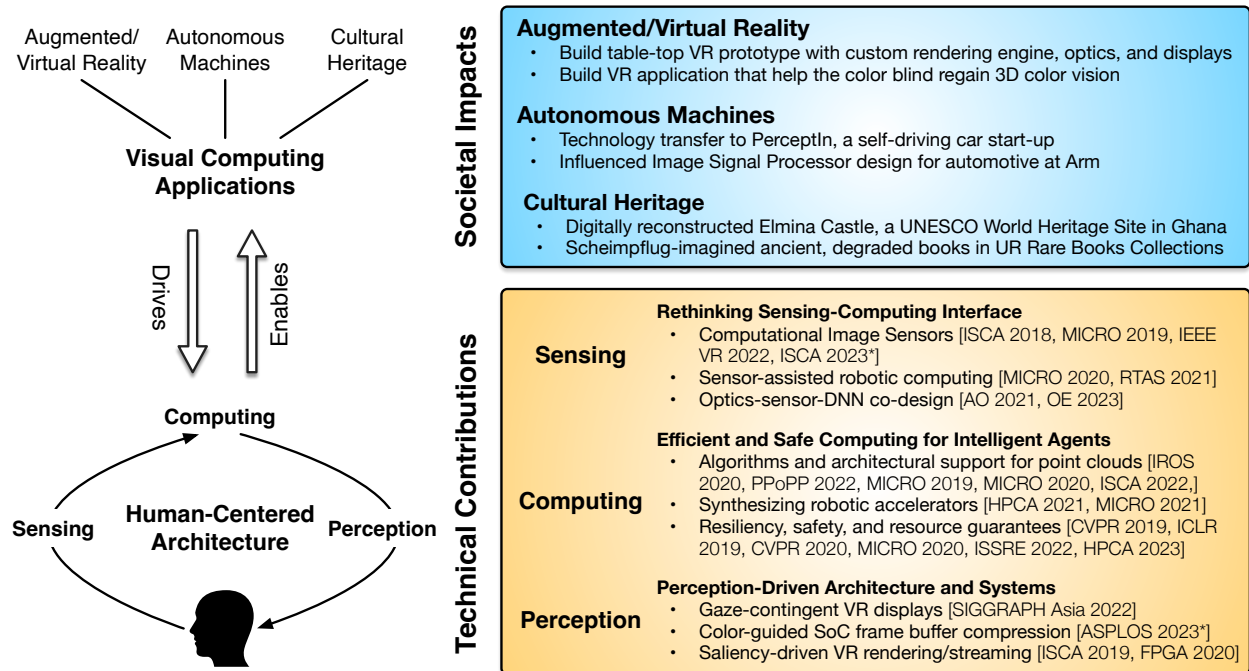 Augmented/
Virtual Reality
Autonomous
Machines
Cultural
Heritage
Visual Computing
Applications
Drives
Enables
Computing
Sensing
Human-Centered
Architecture
Perception
Societal Impacts
Augmented/Virtual Reality
• Build table-top VR prototype with custom rendering engine, optics, and displays
• Build VR application that help the color blind regain 3D color vision
Autonomous Machines
• Technology transfer to PerceptIn, a self-driving car start-up
• Influenced Image Signal Processor design for automotive at Arm
Cultural Heritage
• Digitally reconstructed Elmina Castle, a UNESCO World Heritage Site in Ghana
• Scheimpflug-imagined ancient, degraded books in UR Rare Books Collections
Technical Contributions
Sensing
Rethinking Sensing-Computing Interface
• Computational Image Sensors [ISCA 2018, MICRO 2019, IEEE
VR 2022, ISCA 2023*]
• Sensor-assisted robotic computing [MICRO 2020, RTAS 2021]
• Optics-sensor-DNN co-design [AO 2021, OE 2023]
Computing
Efficient and Safe Computing for Intelligent Agents
• Algorithms and architectural support for point clouds [IROS
2020, PPoPP 2022, MICRO 2019, MICRO 2020, ISCA 2022,]
• Synthesizing robotic accelerators [HPCA 2021, MICRO 2021]
• Resiliency, safety, and resource guarantees [CVPR 2019, ICLR
2019, CVPR 2020, MICRO 2020, ISSRE 2022, HPCA 2023]
Perception
Perception-Driven Architecture and Systems
• Gaze-contingent VR displays [SIGGRAPH Asia 2022]
• Color-guided SoC frame buffer compression [ASPLOS 2023*]
• Saliency-driven VR rendering/streaming [ISCA 2019, FPGA 2020]